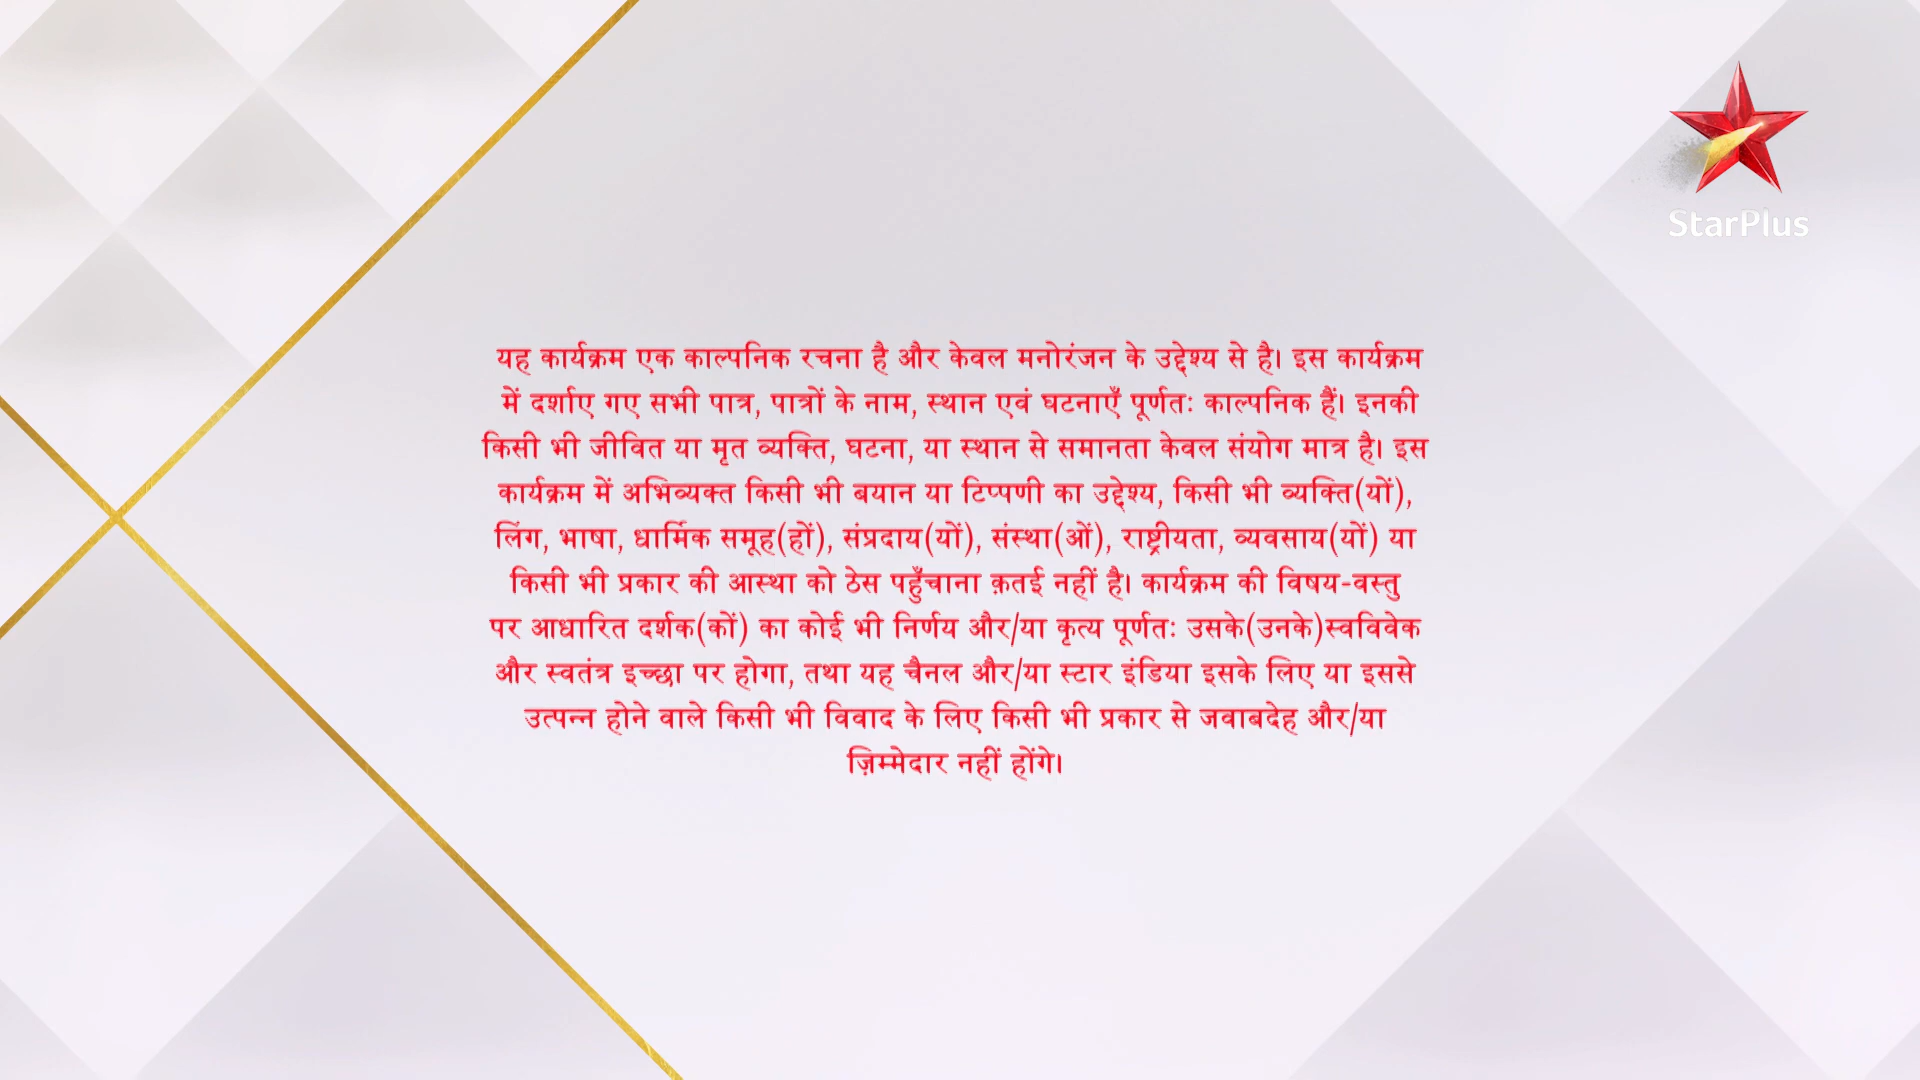 StarPlus
यह कार्यक्रम एक काल्पनिक रचना है और केवल मनोरंजन के उद्देश्य से है। इस कार्यक्रम
में दर्शाए गए सभी पात्र, पात्रों के नाम, स्थान एवं घटनाएँ पूर्णतः काल्पनिक हैं। इनकी
किसी भी जीवित या मृत व्यक्ति, घटना, या स्थान से समानता केवल संयोग मात्र है। इस
कार्यक्रम में अभिव्यक्त किसी भी बयान या टिप्पणी का उद्देश्य, किसी भी व्यक्ति(यों),
लिंग, भाषा, धार्मिक समूह(हों), संप्रदाय(यों), संस्था(ओं), राष्ट्रीयता, व्यवसाय(यों) या
किसी भी प्रकार की आस्था को ठेस पहुँचाना क़तई नहीं है। कार्यक्रम की विषय-वस्तु
पर आधारित दर्शक(कों) का कोई भी निर्णय और/या कृत्य पूर्णतः उसके(उनके)स्वविवेक
और स्वतंत्र इच्छा पर होगा, तथा यह चैनल और/या स्टार इंडिया इसके लिए या इससे
उत्पन्न होने वाले किसी भी विवाद के लिए किसी भी प्रकार से जवाबदेह और/या
ज़िम्मेदार नहीं होंगे।